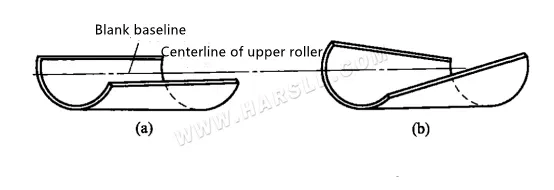 Blank baseline
Centerline of upper roller
WWW.HARSLE.COM
(a)
(b)